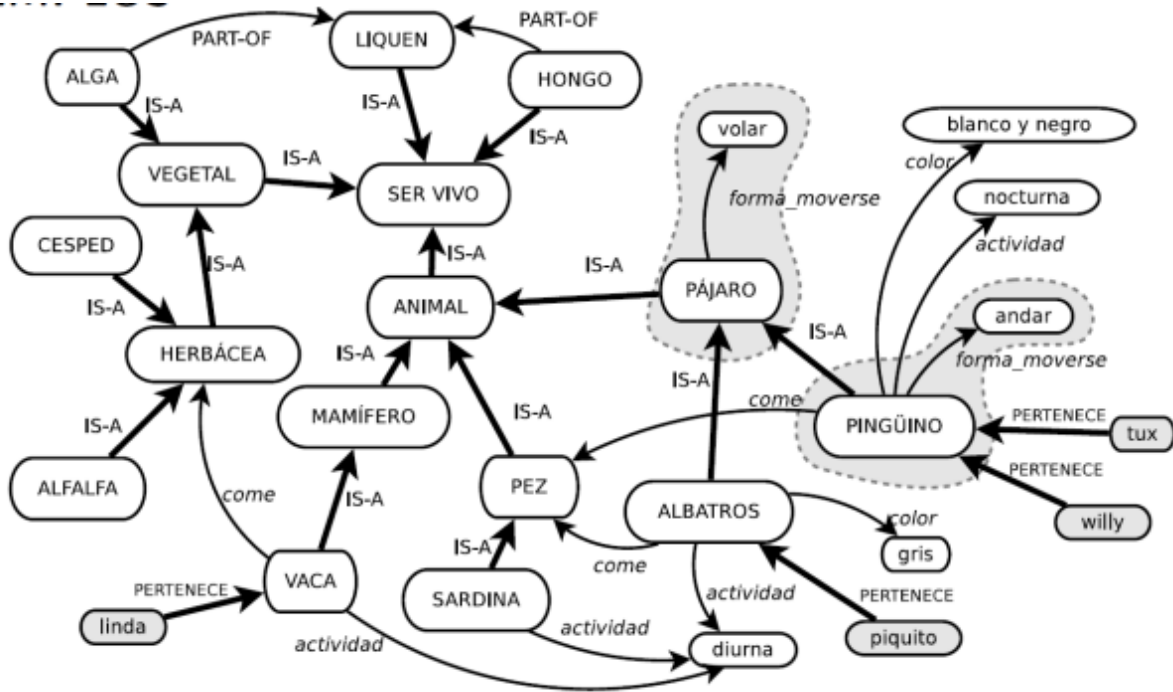 PART-OF
LIQUEN
PART-OF
ALGA
HONGO
IS-A
IS-A
IS-A
volar
blanco y negro
color
VEGETAL
IS-A
SER VIVO
nocturna
forma_moverse
actividad
CESPED
IS-A
IS-A
IS-A
IS-A
ANIMAL
PÁJARO
andar
IS-A
HERBÁCEA
IS-A
forma_moverse
IS-A
IS-A
MAMÍFERO
IS-A
come
PINGÜINO
PERTENECE
tux
ALFALFA
come
IS-A
PEZ
ALBATROS
PERTENECE
willy
color
IS-A
gris
VACA
come
PERTENECE
SARDINA
actividad
PERTENECE
linda
actividad
actividad
diurna
piquito